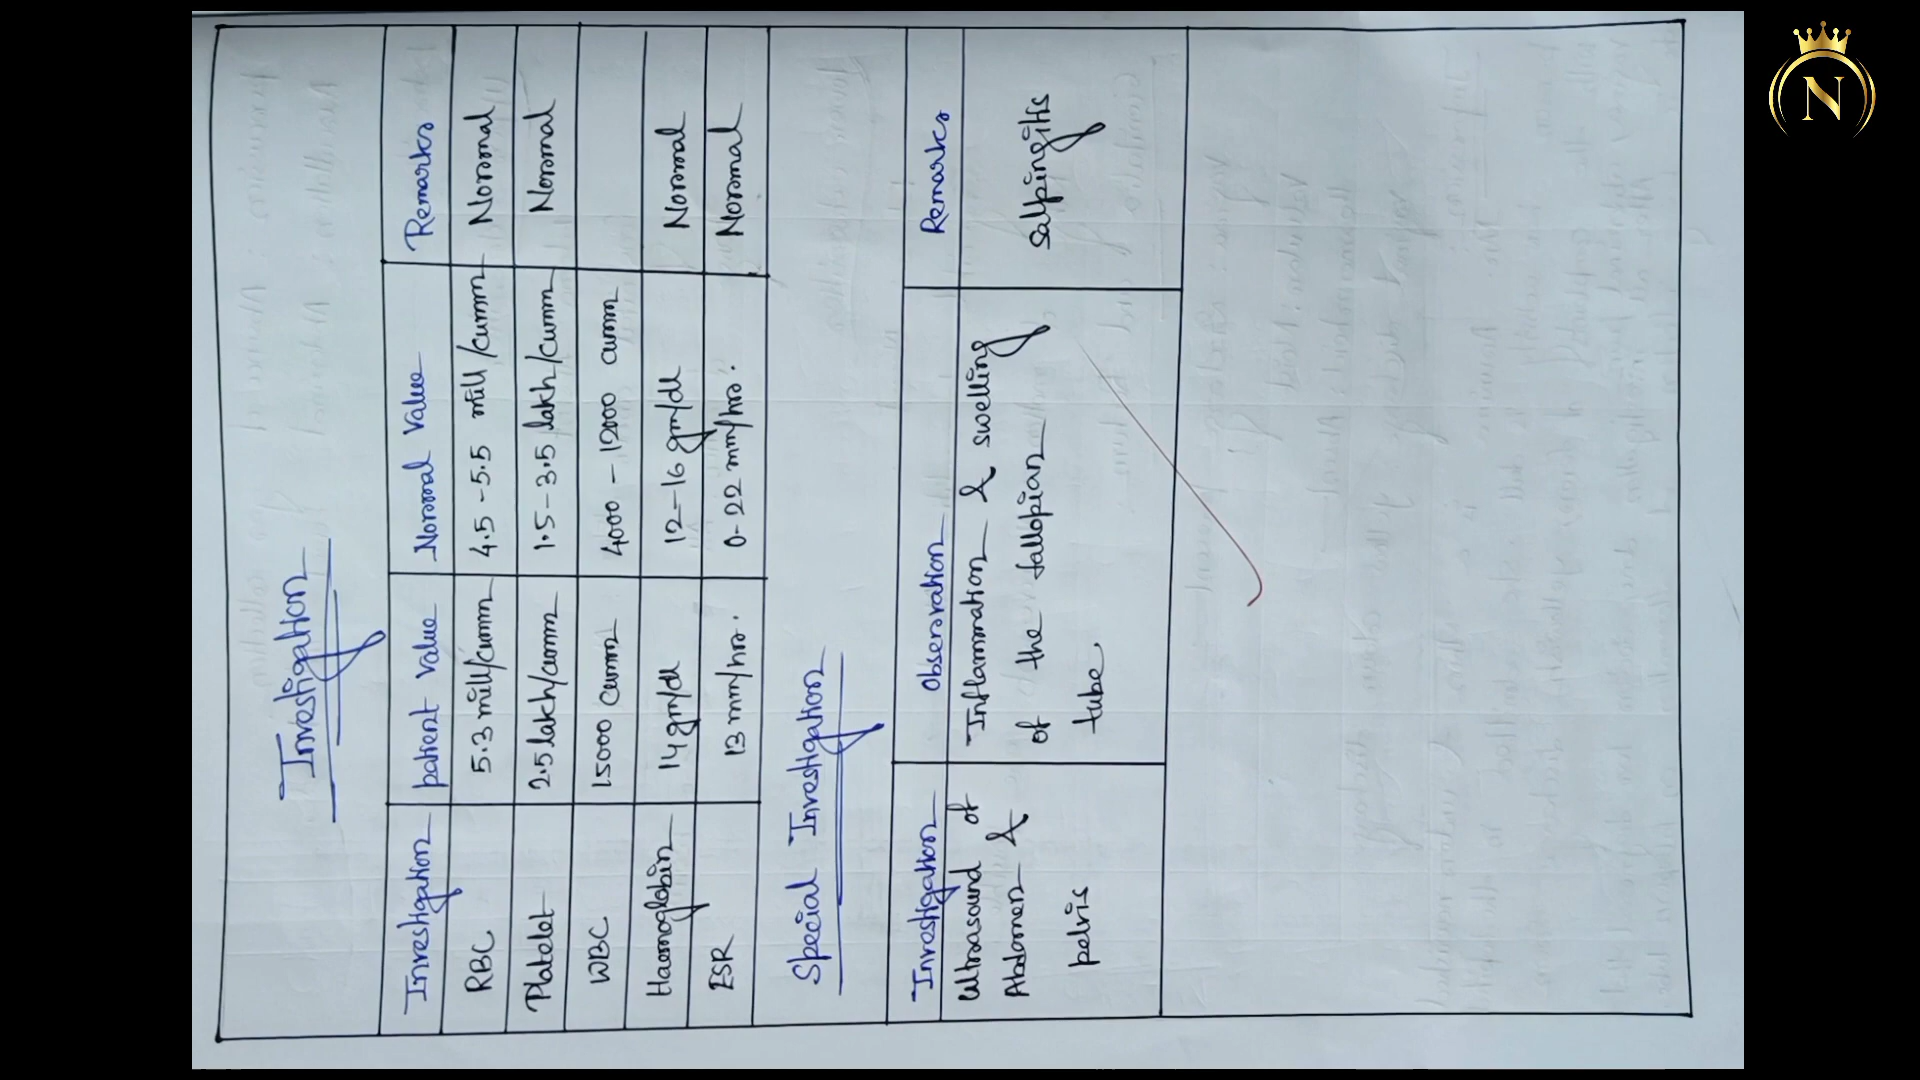 Investigation
Investigation patient value Normal value Remarks
RBC 5.3 mill/cumm 4.5-5.5 mill/cumm Normal
Platelet 2.5 lakh/cumm 1.5-3.5 lakh/cumm Normal
WBC 15000 cumm 4000-12000 cumm
Haemoglobin 14 gm/dl 12-16 gm/dl Normal
ESR 13 mm/hr. 0-22 mm/hr. Normal
Special Investigation
Investigation Observation Remarks
Ultrasound of Inflammation & swelling
Abdomen & of the fallopian Salpingitis
pelvis tube
N